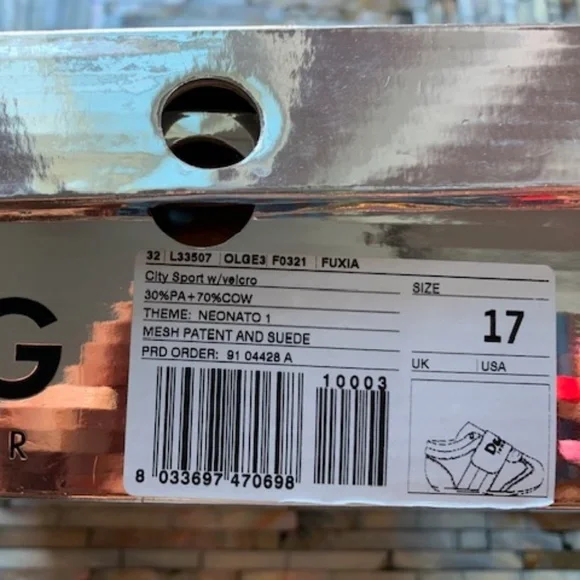 32 L33507 OLGE3 F0321 FUXIA
City Sport w/velcro
30%PA+70%COW
THEME: NEONATO 1
MESH PATENT AND SUEDE
PRD ORDER: 91 04428 A
SIZE
17
UK USA
10003
8 033697 470698
D&G
G
R